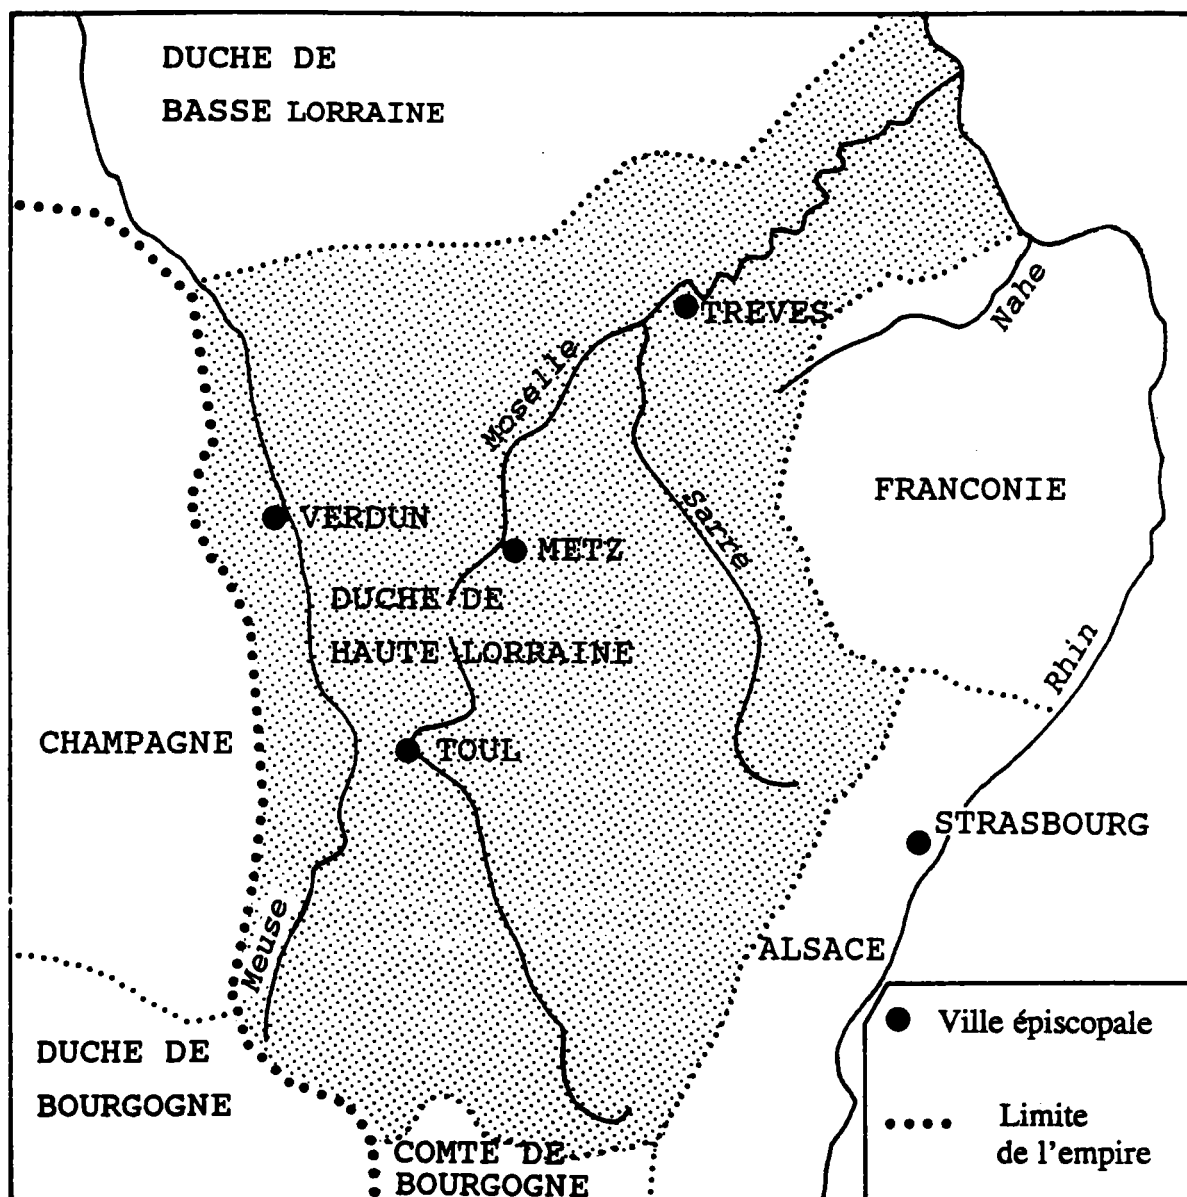 DUCHE DE
BASSE LORRAINE
Nahe
TREVES
Moselle
FRANCONIE
Sarre
VERDUN
METZ
DUCHE DE
HAUTE LORRAINE
Rhin
CHAMPAGNE
TOUL
STRASBOURG
Meuse
ALSACE
DUCHE DE
BOURGOGNE
COMTE DE
BOURGOGNE
Ville épiscopale
Limite
de l'empire